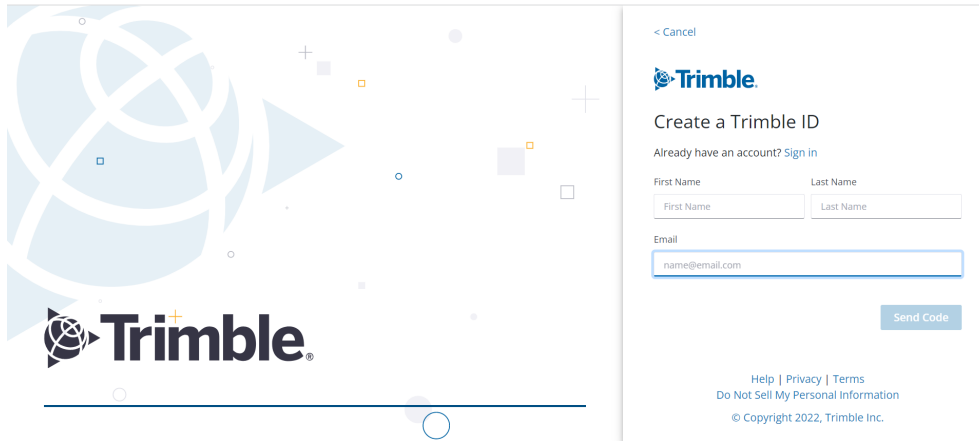 Trimble®
< Cancel
Trimble®
Create a Trimble ID
Already have an account? Sign in
First Name Last Name
First Name Last Name
Email
name@email.com
Send Code
Help | Privacy | Terms
Do Not Sell My Personal Information
© Copyright 2022, Trimble Inc.